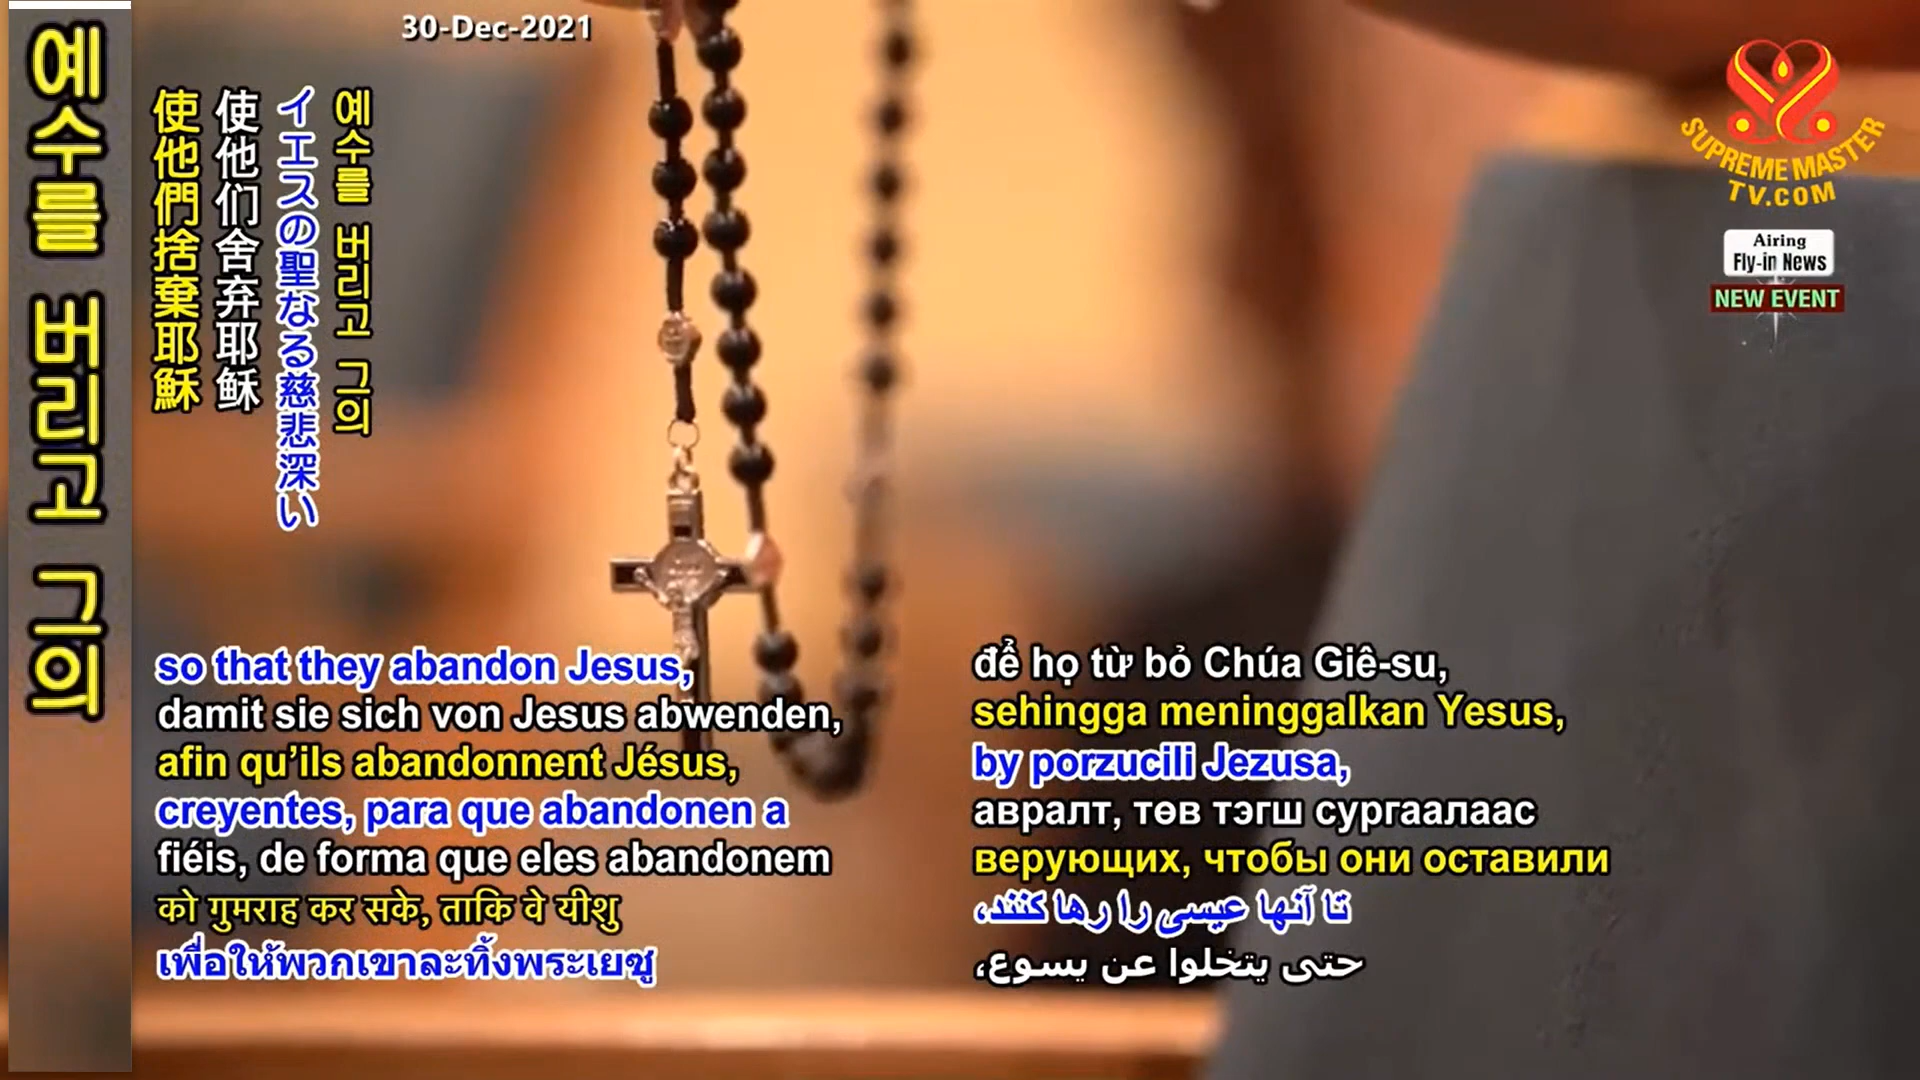 예수를 버리고 그의
30-Dec-2021
使他們捨棄耶穌
使他们舍弃耶稣
イエスの聖なる慈悲深い
예수를 버리고 그의
SUPREME MASTER
TV.COM
Airing
Fly-in News
NEW EVENT
so that they abandon Jesus,
damit sie sich von Jesus abwenden,
afin qu’ils abandonnent Jésus,
creyentes, para que abandonen a
fiéis, de forma que eles abandonem
को गुमराह कर सके, ताकि वे यीशु
เพื่อให้พวกเขาละทิ้งพระเยซู
để họ từ bỏ Chúa Giê-su,
sehingga meninggalkan Yesus,
by porzucili Jezusa,
авралт, төв тэгш сургаалаас
верующих, чтобы они оставили
تا آنها عیسی را رها کنند،
حتى يتخلوا عن يسوع،